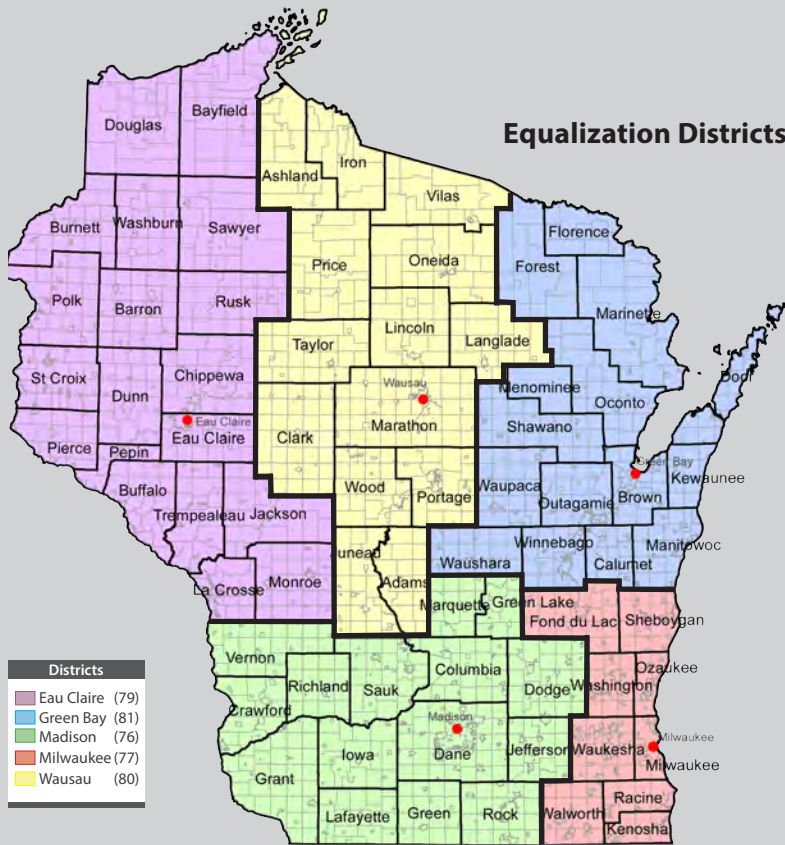 Equalization Districts
Douglas
Bayfield
Ashland
Iron
Vilas
Burnett
Washburn
Sawyer
Price
Oneida
Forest
Florence
Polk
Barron
Rusk
Taylor
Lincoln
Langlade
Marinette
St Croix
Dunn
Chippewa
Wausau
Menominee
Oconto
Door
Eau Claire
Eau Claire
Clark
Marathon
Shawano
Pierce
Pepin
Green Bay
Buffalo
Wood
Portage
Waupaca
Outagamie
Brown
Kewaunee
Trempealeau
Jackson
Juneau
Adams
Waushara
Winnebago
Calumet
Manitowoc
La Crosse
Monroe
Marquette
Green Lake
Fond du Lac
Sheboygan
Vernon
Richland
Sauk
Columbia
Dodge
Washington
Ozaukee
Crawford
Madison
Dane
Jefferson
Waukesha
Milwaukee
Milwaukee
Grant
Iowa
Lafayette
Green
Rock
Walworth
Racine
Kenosha
Districts
Eau Claire (79)
Green Bay (81)
Madison (76)
Milwaukee (77)
Wausau (80)